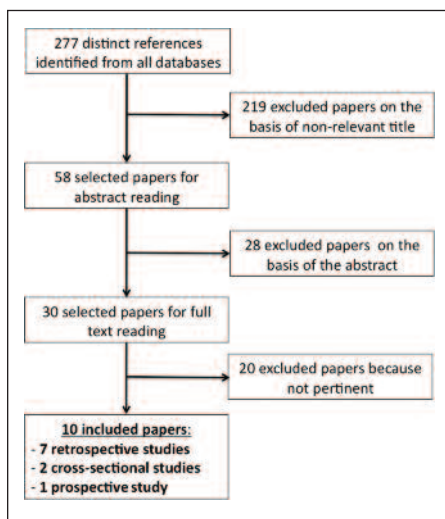 277 distinct references
identified from all databases
219 excluded papers on the
basis of non-relevant title
58 selected papers for
abstract reading
28 excluded papers on the
basis of the abstract
30 selected papers for full
text reading
20 excluded papers because
not pertinent
10 included papers:
- 7 retrospective studies
- 2 cross-sectional studies
- 1 prospective study